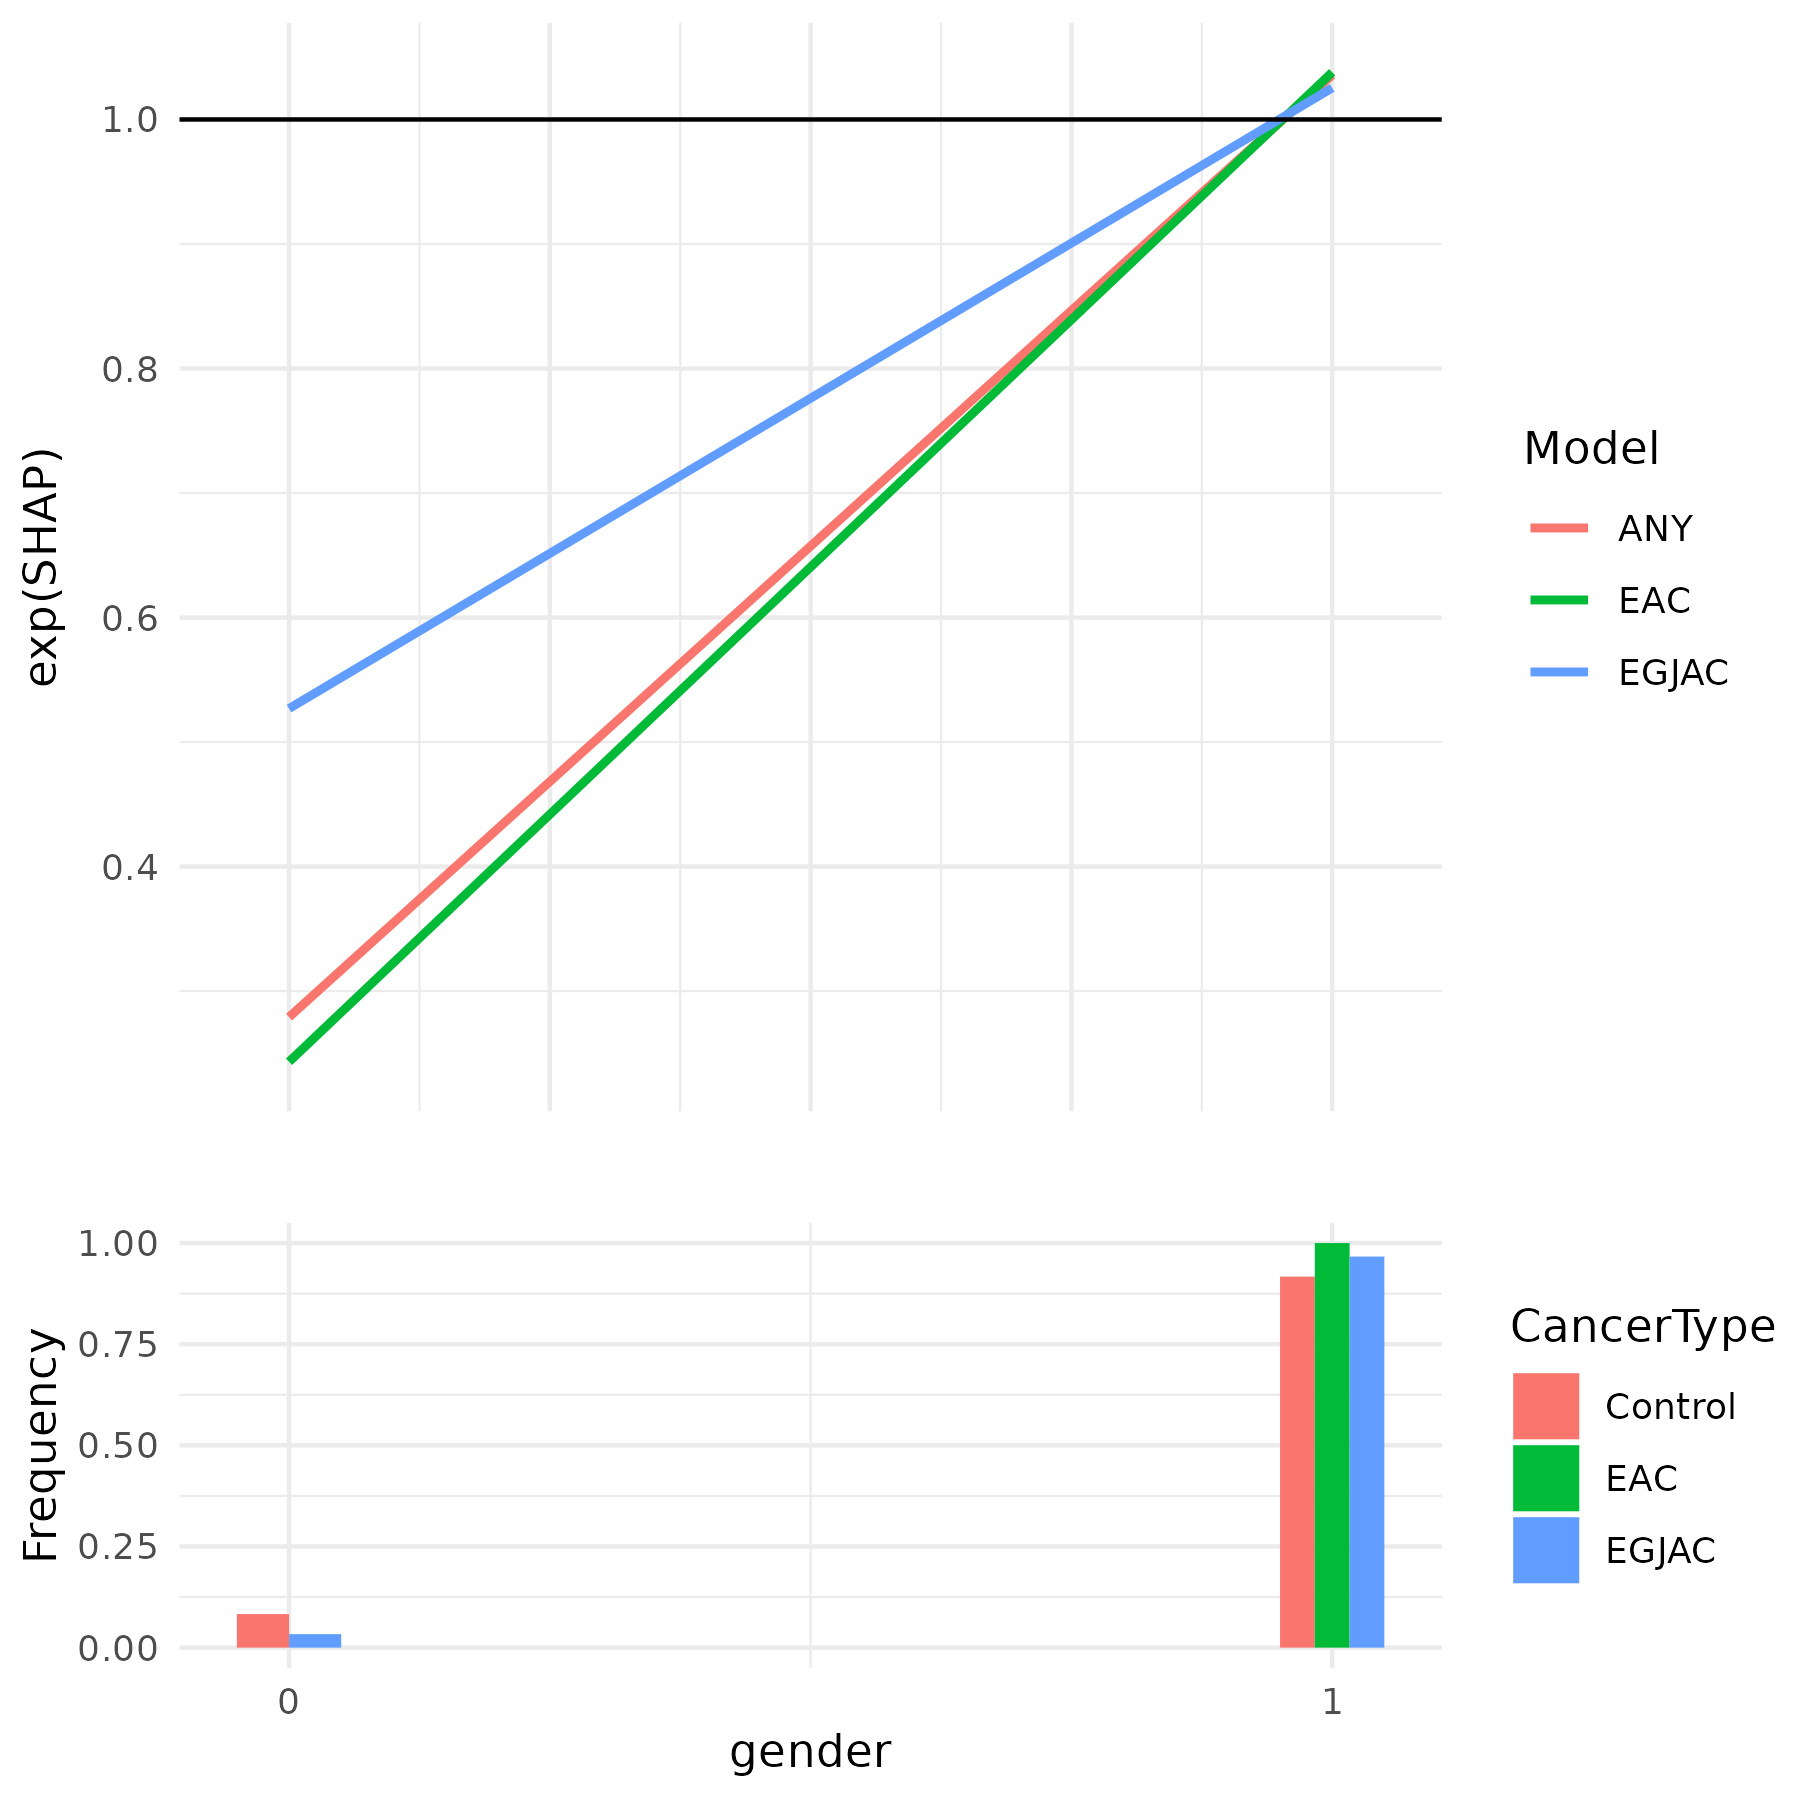 1.0
0.8
0.6
0.4
exp(SHAP)
Model
ANY
EAC
EGJAC
1.00
0.75
0.50
0.25
0.00
Frequency
0
1
gender
CancerType
Control
EAC
EGJAC